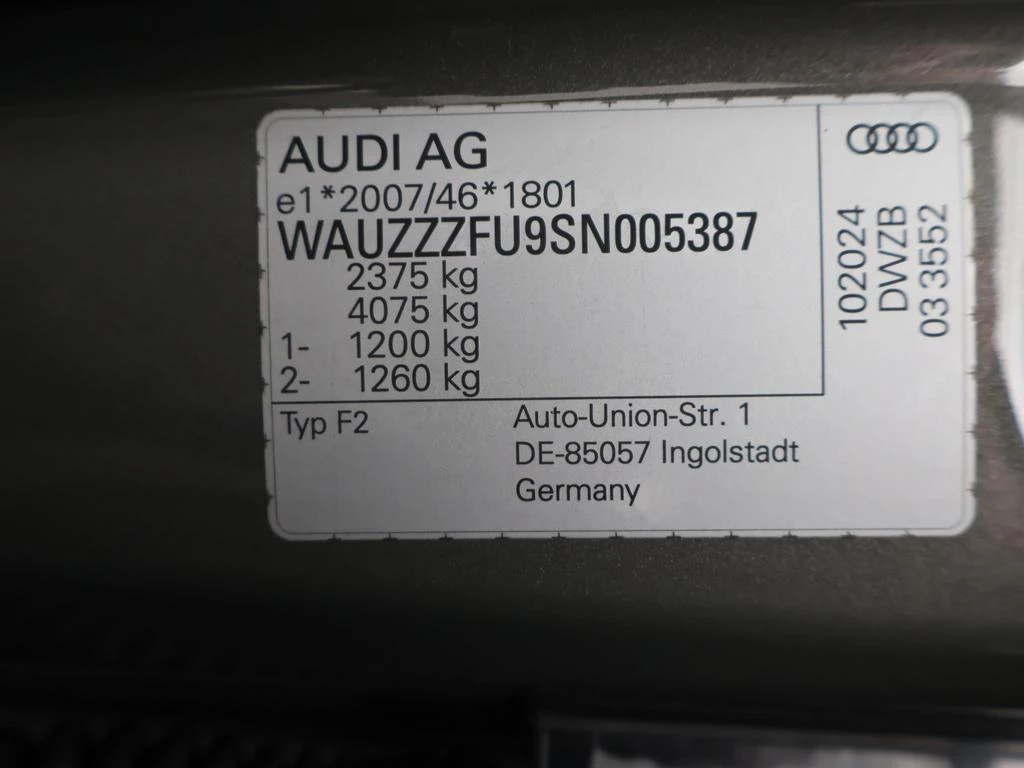 AUDI AG
e1*2007/46*1801
WAUZZZFU9SN005387
2375 kg
4075 kg
1- 1200 kg
2- 1260 kg
Typ F2
Auto-Union-Str. 1
DE-85057 Ingolstadt
Germany
102024
DWZB
03 3552